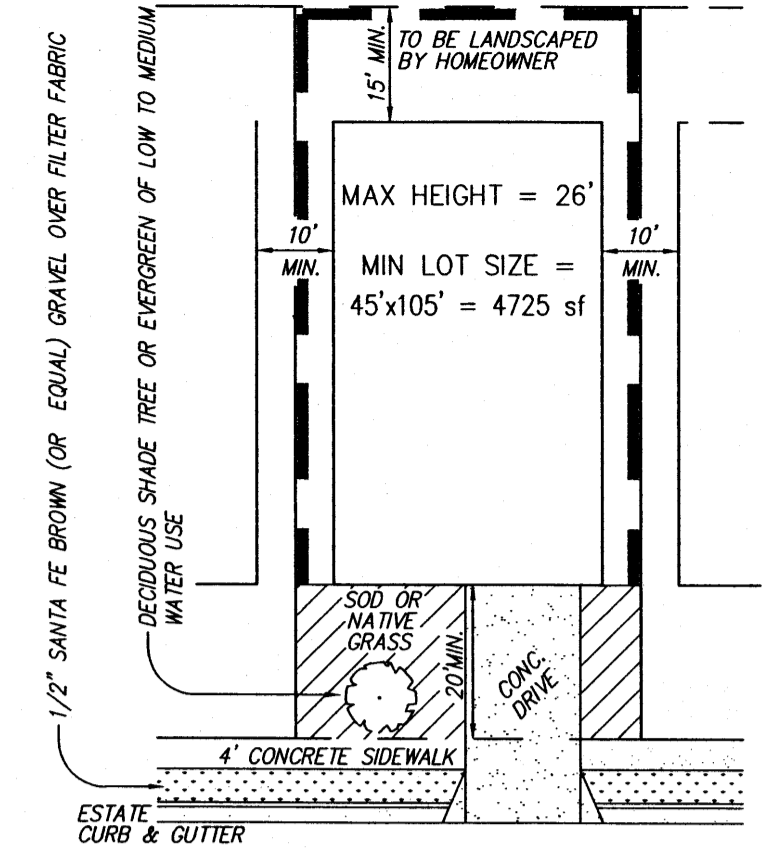 1/2" SANTA FE BROWN (OR EQUAL) GRAVEL OVER FILTER FABRIC
DECIDUOUS SHADE TREE OR EVERGREEN OF LOW TO MEDIUM
WATER USE
15' MIN.
TO BE LANDSCAPED
BY HOMEOWNER
MAX HEIGHT = 26'
10'
MIN.
MIN LOT SIZE =
45'x105' = 4725 sf
10'
MIN.
SOD OR
NATIVE
GRASS
20'MIN.
CONC.
DRIVE
4' CONCRETE SIDEWALK
ESTATE
CURB & GUTTER